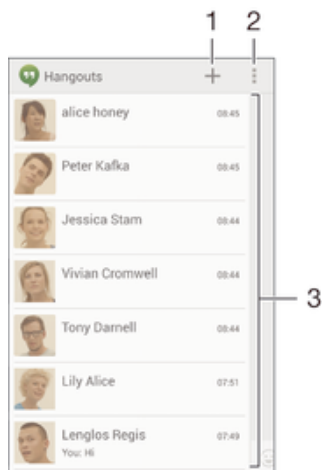 1 2
Hangouts
alice honey 08:45
Peter Kafka 08:45
Jessica Stam 08:44
Vivian Cromwell 08:44
3
Tony Darnell 08:44
Lily Alice 07:51
Lenglos Regis 07:49
You: Hi